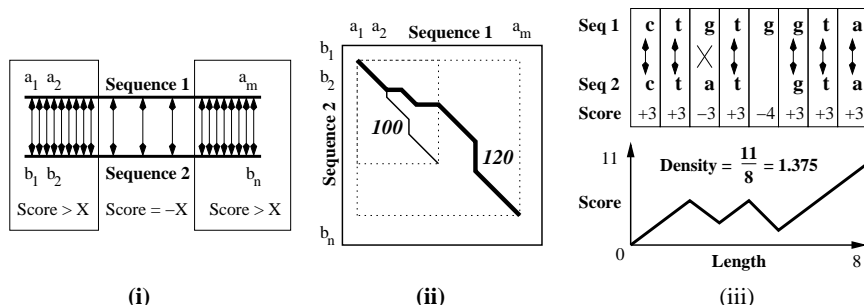 a1 a2
am
Sequence 1
b1 b2
Sequence 2
bn
Score > X
Score = −X
Score > X
(i)
a1 a2
Sequence 1
am
b1
b2
Sequence 2
bn
100
120
(ii)
Seq 1 c t g t g g t a
Seq 2 c t a t g t a
Score +3 +3 −3 +3 −4 +3 +3 +3
11
Density = 11/8 = 1.375
Score
0
Length
8
(iii)